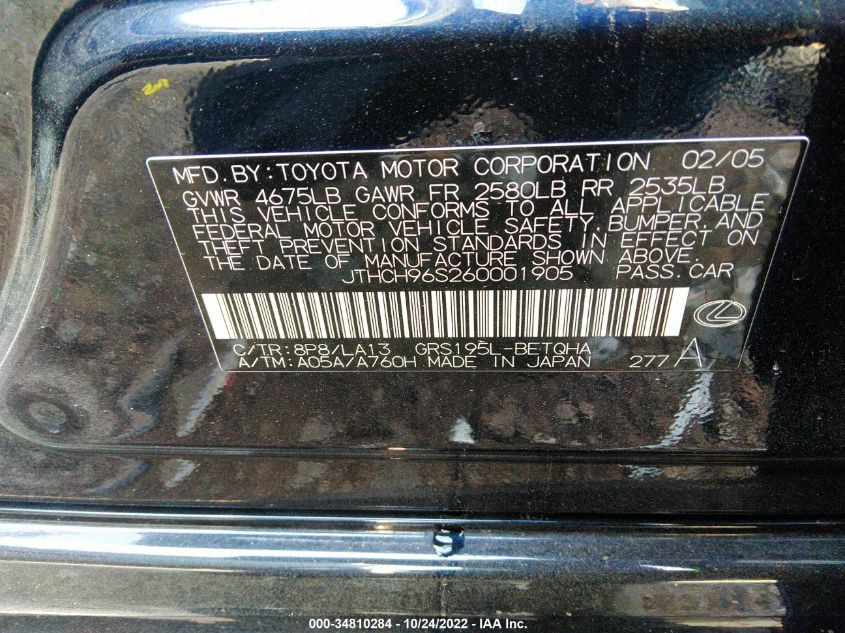 MFD. BY: TOYOTA MOTOR CORPORATION 02/05
GVWR 4675LB GAWR FR 2580LB RR 2535LB
THIS VEHICLE CONFORMS TO ALL APPLICABLE
FEDERAL MOTOR VEHICLE SAFETY, BUMPER, AND
THEFT PREVENTION STANDARDS IN EFFECT ON
THE DATE OF MANUFACTURE SHOWN ABOVE.
JTHCH96S260001905 PASS. CAR
C/TR: 8P8/LA13 GRS195L-BETQHA
A/TM: A05A/A760H MADE IN JAPAN 277 A
000-34810284 - 10/24/2022 - IAA Inc.